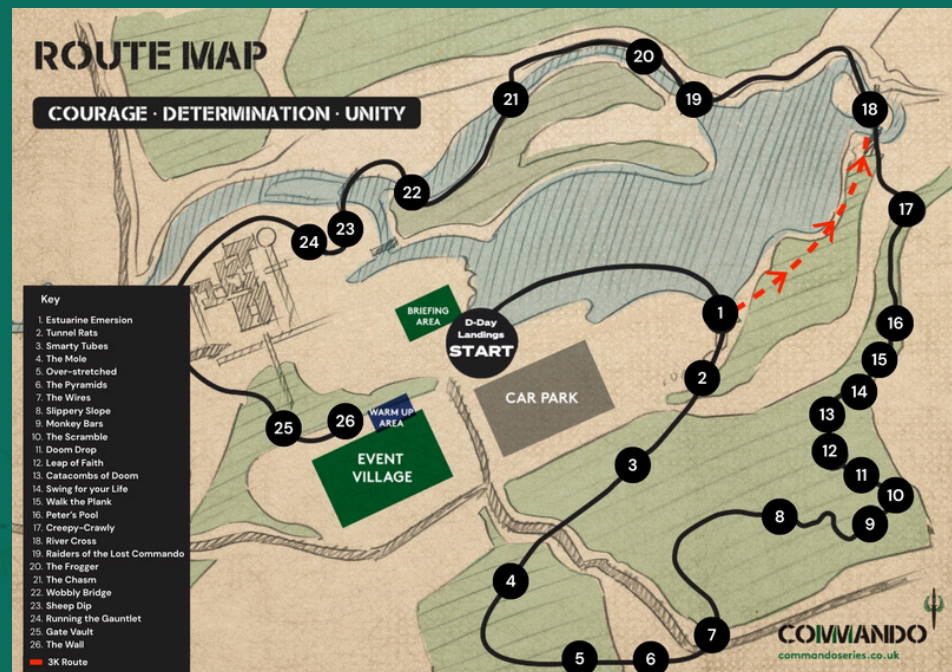 ROUTE MAP
COURAGE · DETERMINATION · UNITY
20
21
19
18
22
17
23
24
BRIEFING
AREA
D-Day
Landings
START
1
16
2
15
CAR PARK
14
13
WARM UP
AREA
26
25
12
EVENT
VILLAGE
3
11
10
8
9
4
7
5
6
Key
1. Estuarine Emersion
2. Tunnel Rats
3. Smarty Tubes
4. The Mole
5. Over-stretched
6. The Pyramids
7. The Wires
8. Slippery Slope
9. Monkey Bars
10. The Scramble
11. Doom Drop
12. Leap of Faith
13. Catacombs of Doom
14. Swing for your Life
15. Walk the Plank
16. Peter's Pool
17. Creepy-Crawly
18. River Cross
19. Raiders of the Lost Commando
20. The Frogger
21. The Chasm
22. Wobbly Bridge
23. Sheep Dip
24. Running the Gauntlet
25. Gate Vault
26. The Wall
3K Route
COMMANDO
commandoseries.co.uk